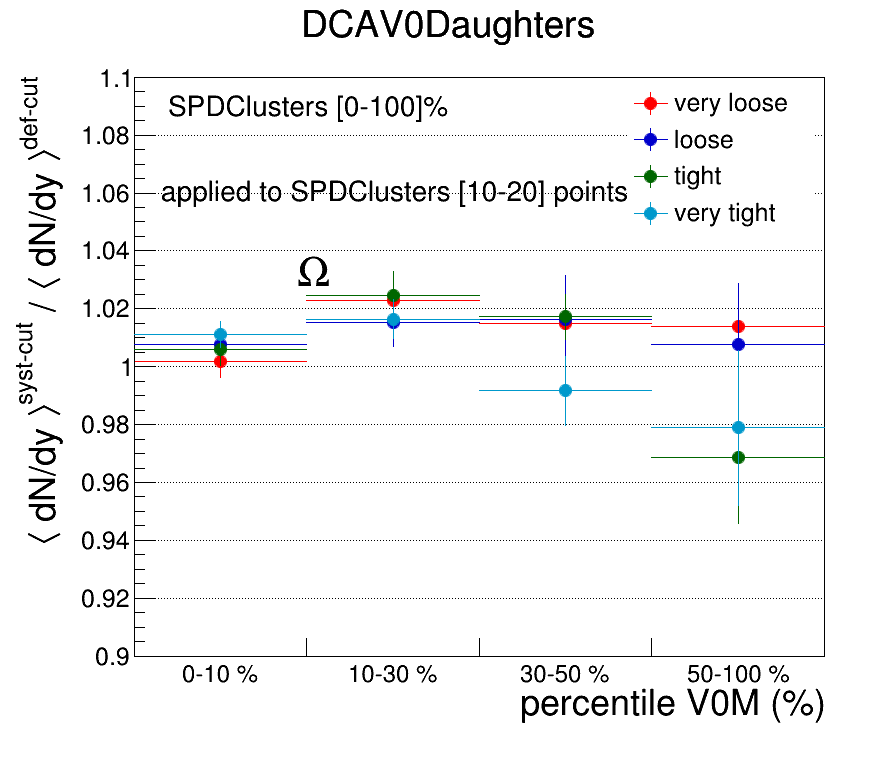 DCAV0Daughters
SPDClusters [0-100]%
applied to SPDClusters [10-20] points
very loose
loose
tight
very tight
Ω
⟨ dN/dy ⟩^syst-cut / ⟨ dN/dy ⟩^def-cut
1.1
1.08
1.06
1.04
1.02
1
0.98
0.96
0.94
0.92
0.9
0-10 % 10-30 % 30-50 % 50-100 %
percentile V0M (%)